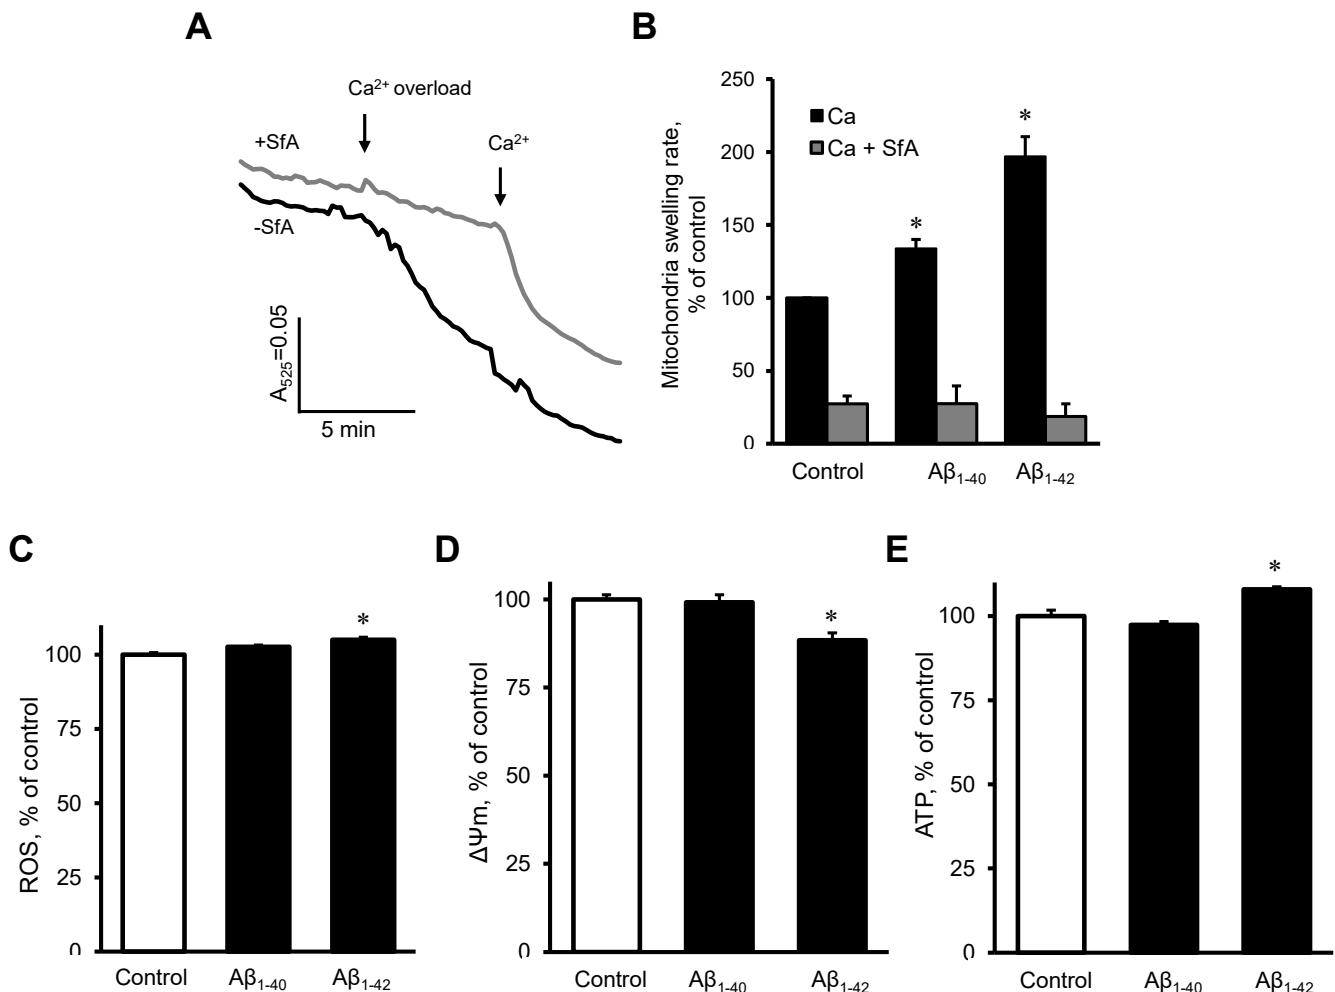 A
Ca²⁺ overload
Ca²⁺
+SfA
-SfA
A₅₂₅=0.05
5 min
B
Mitochondria swelling rate,
% of control
250
200
150
100
50
0
Ca
Ca + SfA
*
*
Control
Aβ₁₋₄₀
Aβ₁₋₄₂
C
ROS, % of control
100
75
50
25
0
*
Control
Aβ₁₋₄₀
Aβ₁₋₄₂
D
ΔΨm, % of control
100
75
50
25
0
*
Control
Aβ₁₋₄₀
Aβ₁₋₄₂
E
ATP, % of control
100
75
50
25
0
*
Control
Aβ₁₋₄₀
Aβ₁₋₄₂